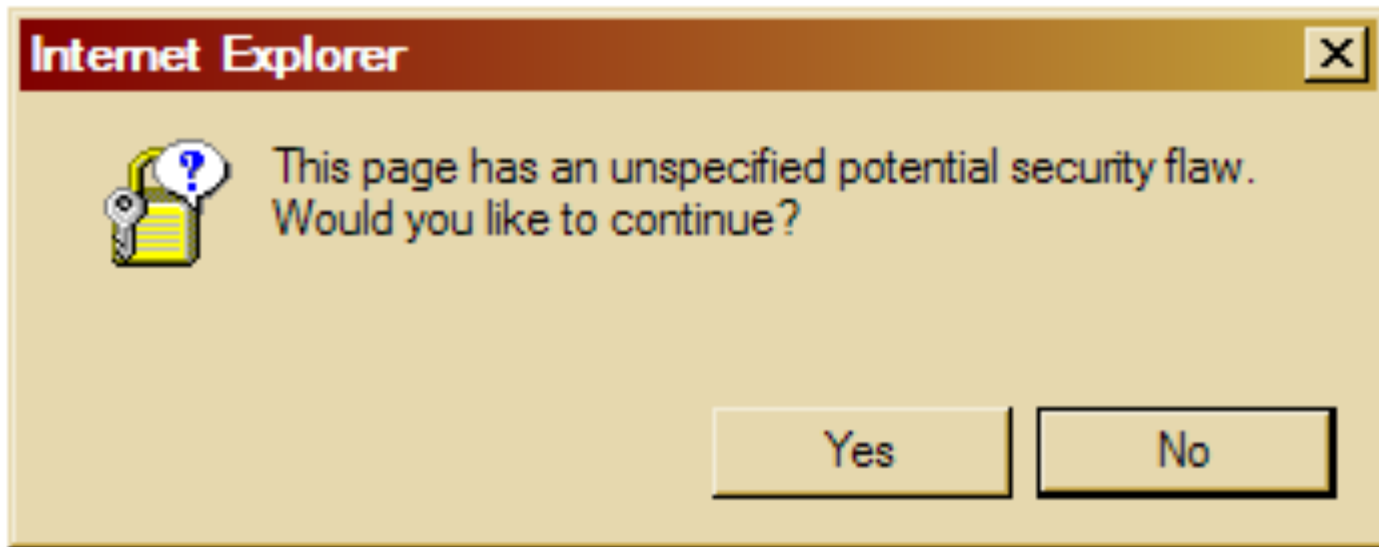 Internet Explorer
?
This page has an unspecified potential security flaw.
Would you like to continue?
Yes
No